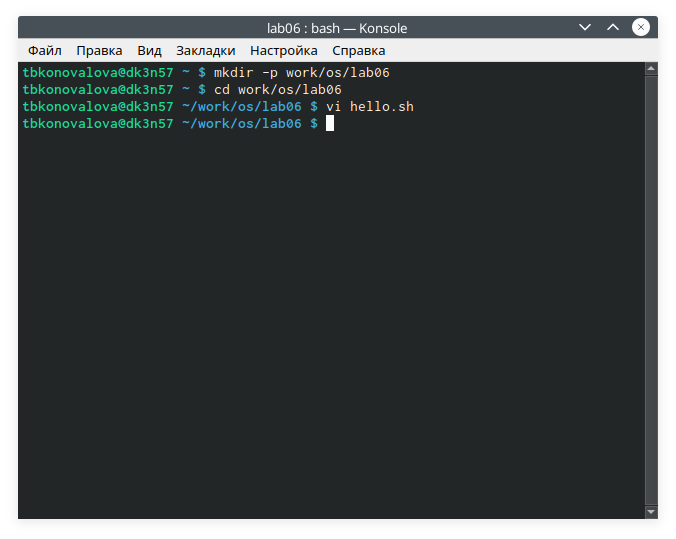 lab06 : bash — Konsole
Файл Правка Вид Закладки Настройка Справка
tbkonovalova@dk3n57 ~ $ mkdir -p work/os/lab06
tbkonovalova@dk3n57 ~ $ cd work/os/lab06
tbkonovalova@dk3n57 ~/work/os/lab06 $ vi hello.sh
tbkonovalova@dk3n57 ~/work/os/lab06 $